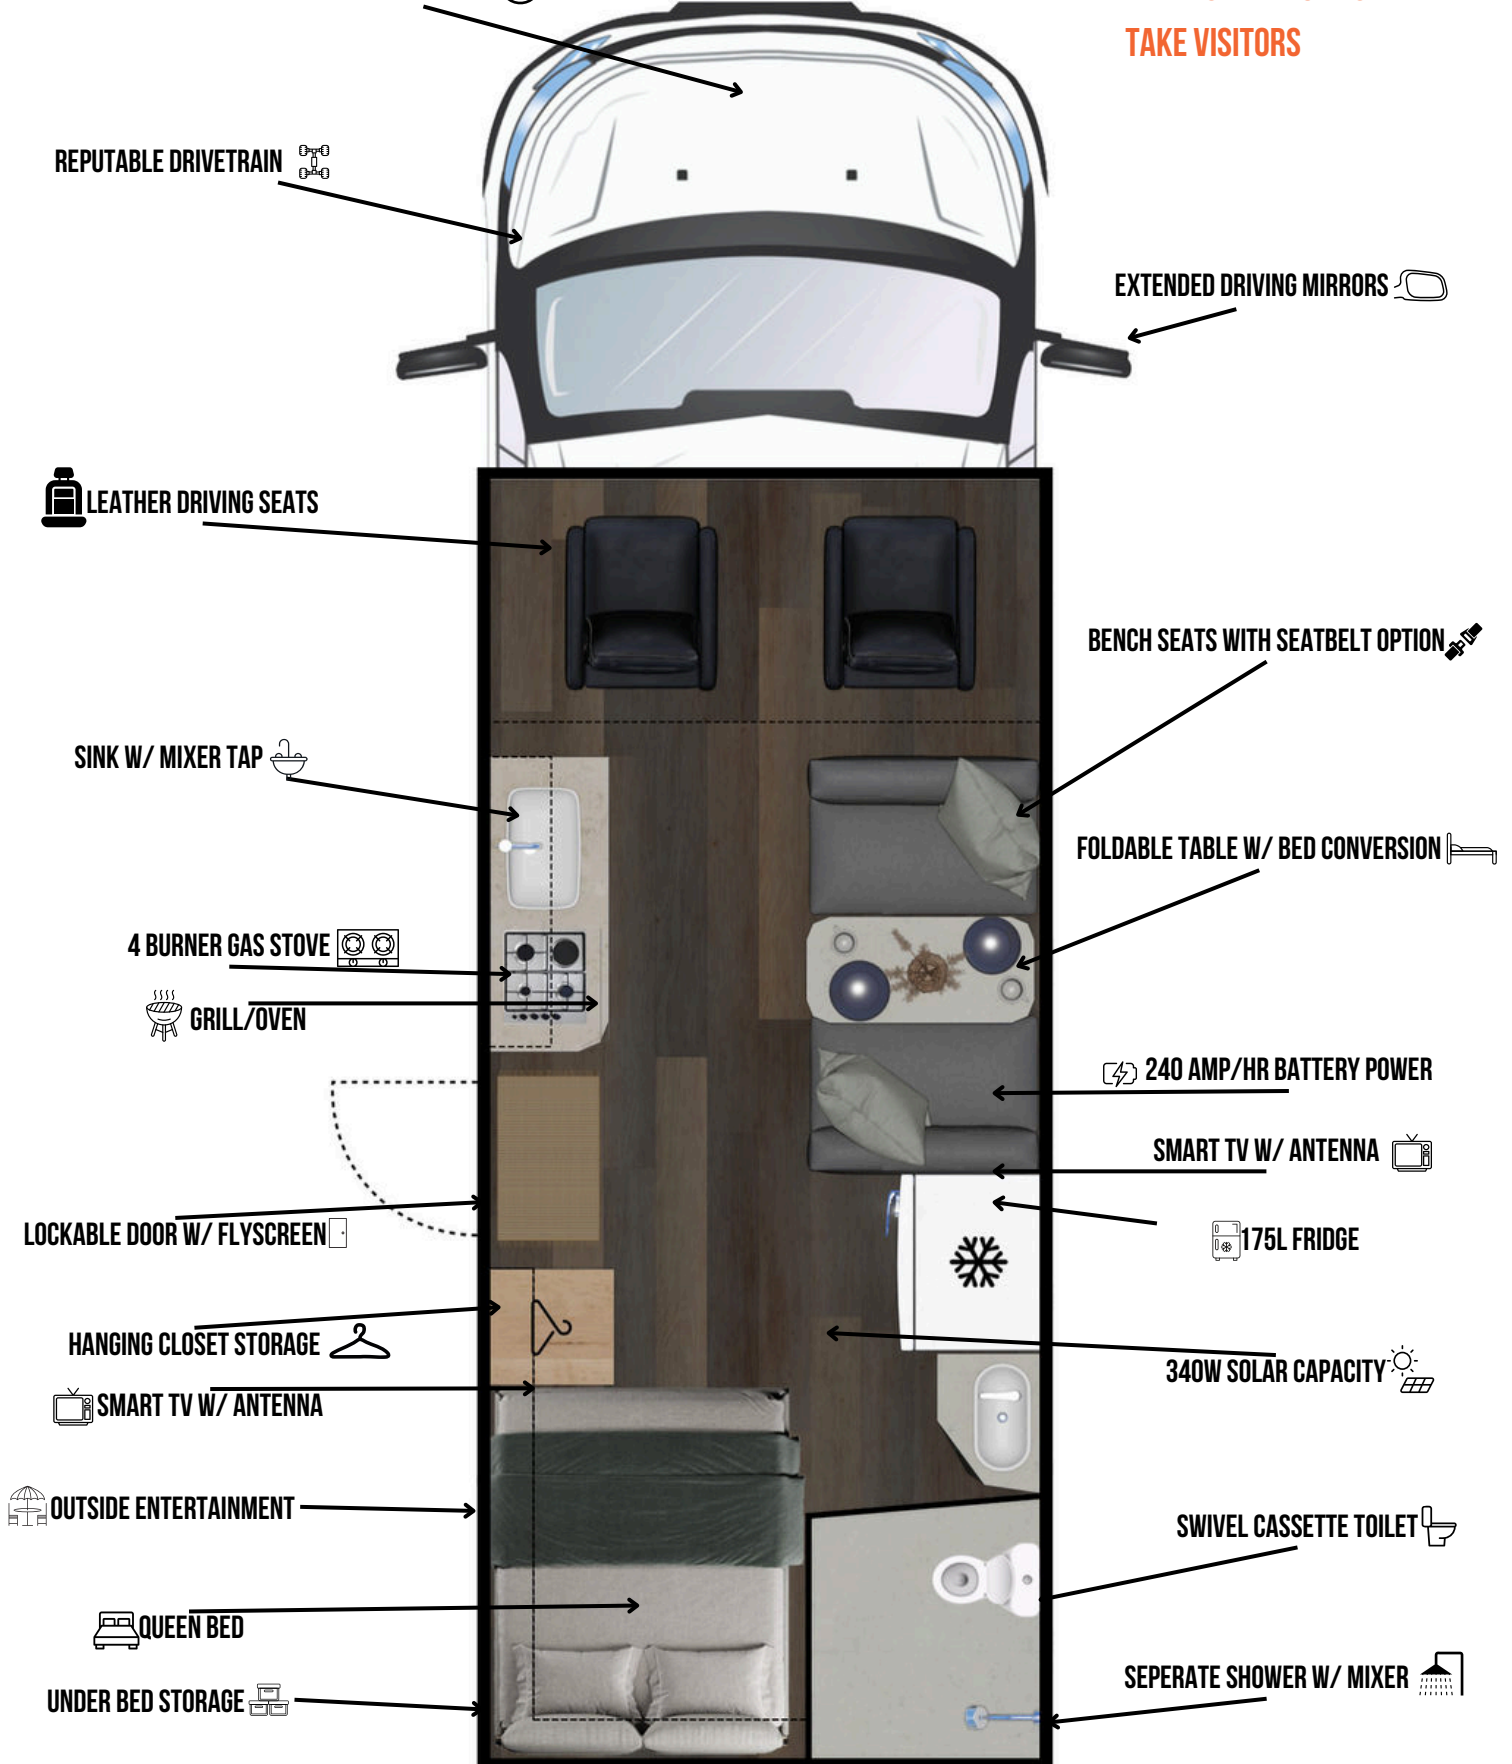 TAKE VISITORS
REPUTABLE DRIVETRAIN
EXTENDED DRIVING MIRRORS
LEATHER DRIVING SEATS
BENCH SEATS WITH SEATBELT OPTION
SINK W/ MIXER TAP
FOLDABLE TABLE W/ BED CONVERSION
4 BURNER GAS STOVE
GRILL/OVEN
240 AMP/HR BATTERY POWER
SMART TV W/ ANTENNA
LOCKABLE DOOR W/ FLYSCREEN
175L FRIDGE
HANGING CLOSET STORAGE
340W SOLAR CAPACITY
SMART TV W/ ANTENNA
OUTSIDE ENTERTAINMENT
SWIVEL CASSETTE TOILET
QUEEN BED
SEPERATE SHOWER W/ MIXER
UNDER BED STORAGE